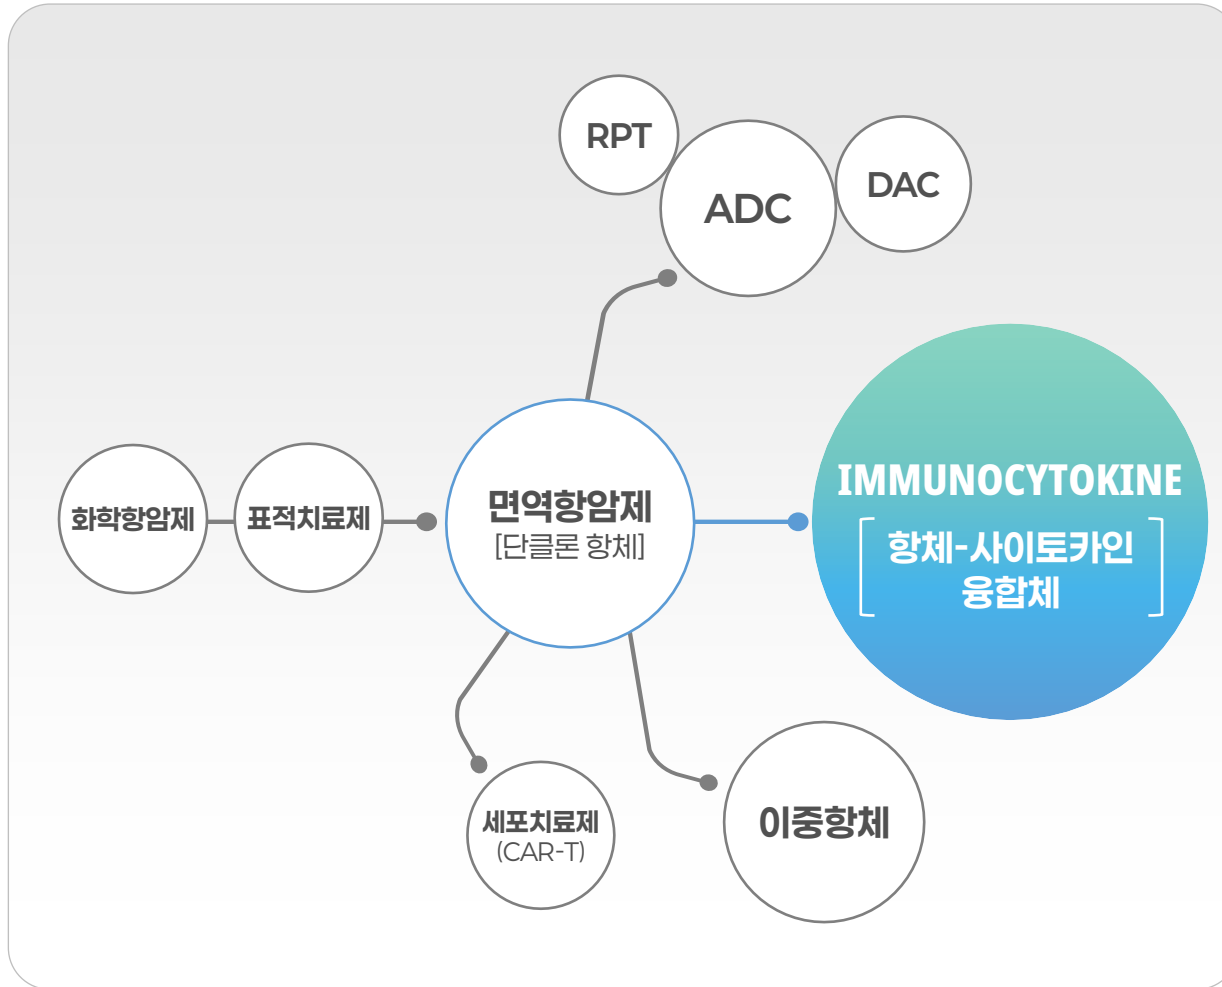 RPT
ADC
DAC
화학항암제
표적치료제
면역항암제
[단클론 항체]
IMMUNOCYTOKINE
항체-사이토카인
융합체
세포치료제
(CAR-T)
이중항체